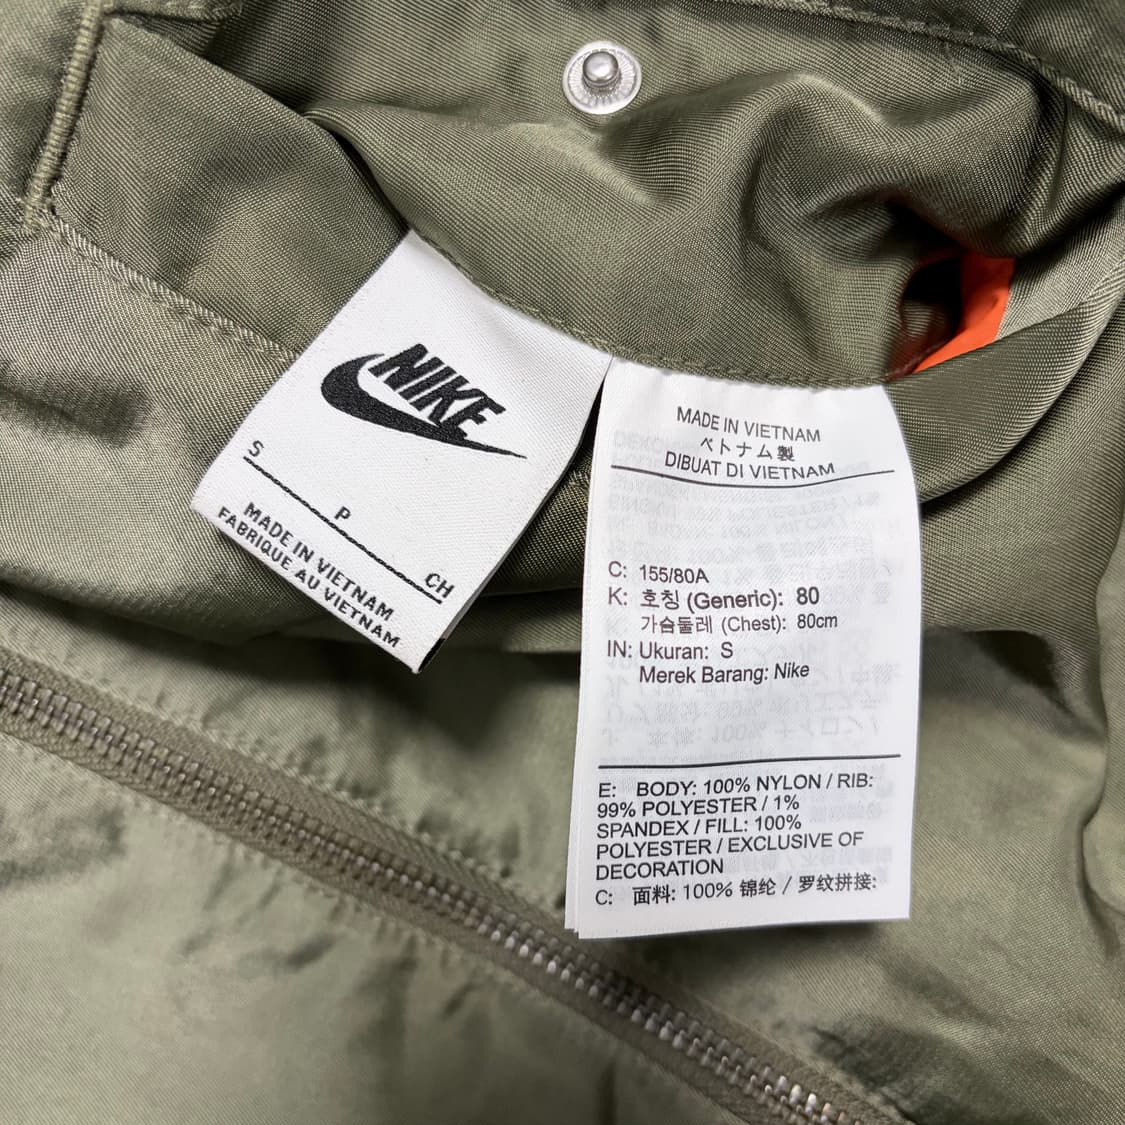 NIKE
S
P
CH
MADE IN VIETNAM
FABRIQUE AU VIETNAM
MADE IN VIETNAM
ベトナム製
DIBUAT DI VIETNAM
C: 155/80A
K: 호칭 (Generic): 80
가슴둘레 (Chest): 80cm
IN: Ukuran: S
Merek Barang: Nike
E: BODY: 100% NYLON / RIB:
99% POLYESTER / 1%
SPANDEX / FILL: 100%
POLYESTER / EXCLUSIVE OF
DECORATION
C: 面料: 100% 锦纶 / 罗纹拼接: